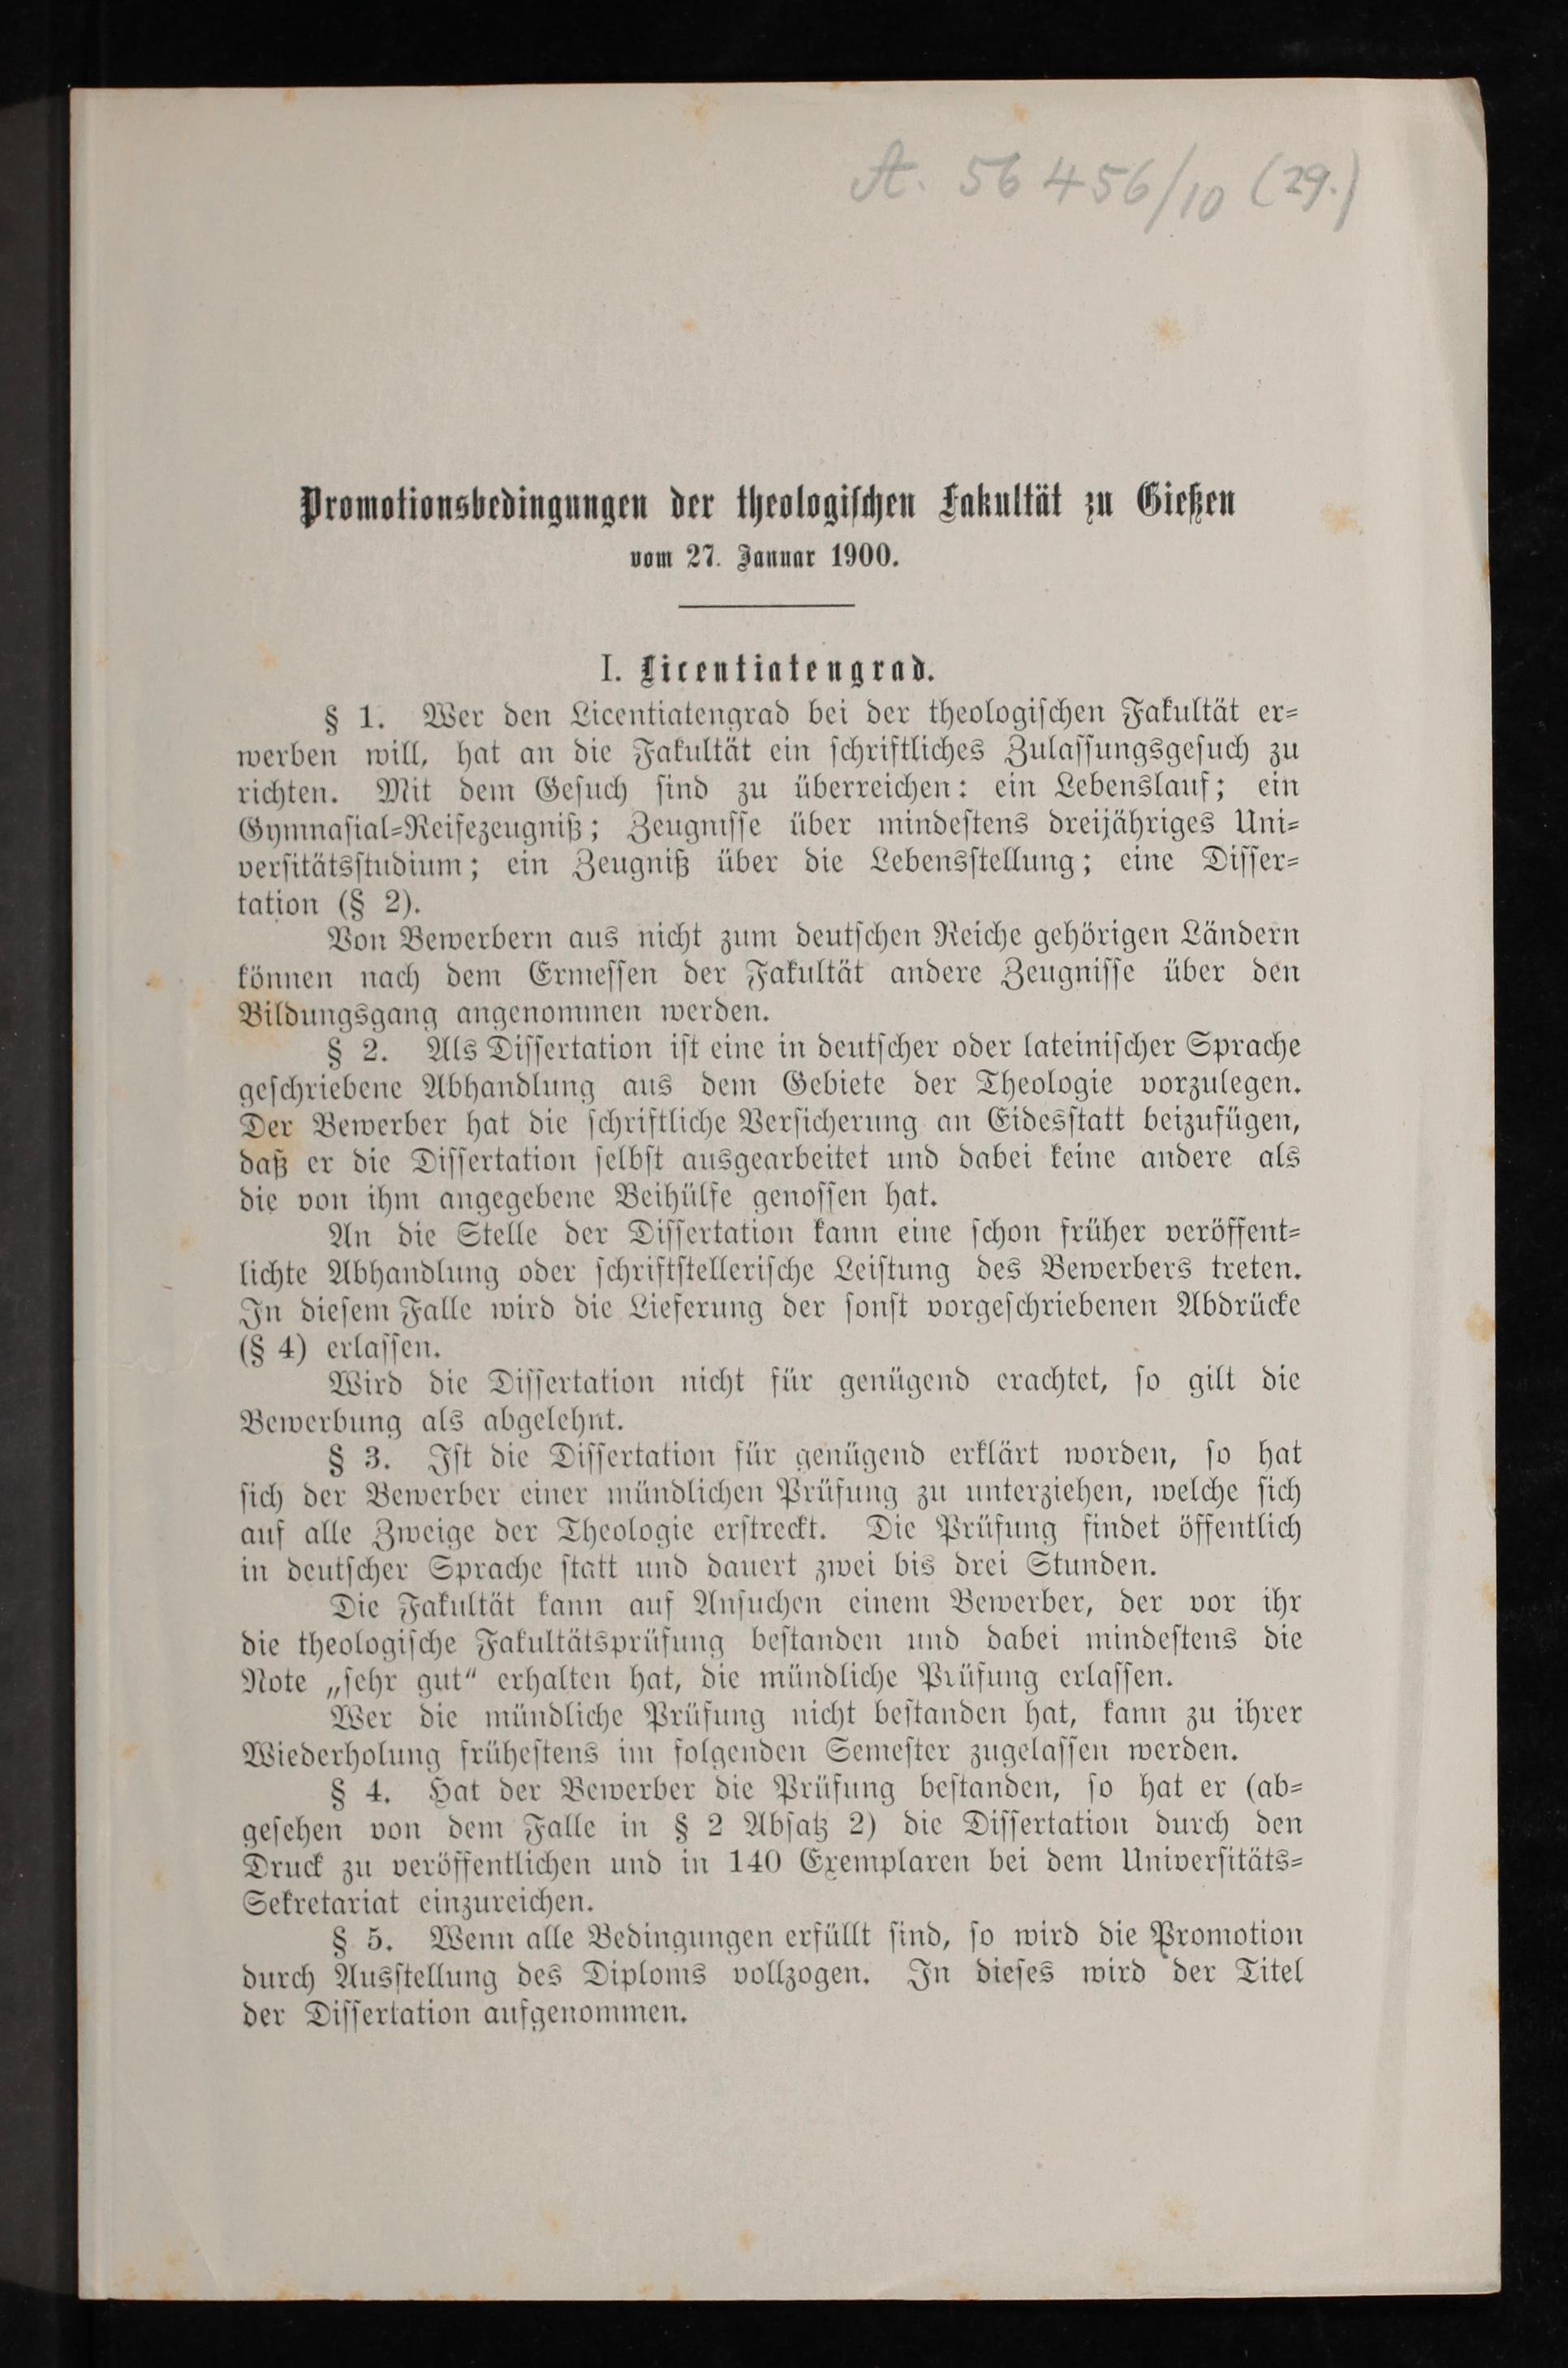 A. 56 456/10 (29.)
Promotionsbedingungen der theologischen Fakultät zu Gießen
vom 27. Januar 1900.
I. Licentiatengrad.
§ 1. Wer den Licentiatengrad bei der theologischen Fakultät er=
werben will, hat an die Fakultät ein schriftliches Zulassungsgesuch zu
richten. Mit dem Gesuch sind zu überreichen: ein Lebenslauf; ein
Gymnasial=Reifezeugniß; Zeugnisse über mindestens dreijähriges Uni=
versitätsstudium; ein Zeugniß über die Lebensstellung; eine Disser=
tation (§ 2).
Von Bewerbern aus nicht zum deutschen Reiche gehörigen Ländern
können nach dem Ermessen der Fakultät andere Zeugnisse über den
Bildungsgang angenommen werden.
§ 2. Als Dissertation ist eine in deutscher oder lateinischer Sprache
geschriebene Abhandlung aus dem Gebiete der Theologie vorzulegen.
Der Bewerber hat die schriftliche Versicherung an Eidesstatt beizufügen,
daß er die Dissertation selbst ausgearbeitet und dabei keine andere als
die von ihm angegebene Beihülfe genossen hat.
An die Stelle der Dissertation kann eine schon früher veröffent=
lichte Abhandlung oder schriftstellerische Leistung des Bewerbers treten.
In diesem Falle wird die Lieferung der sonst vorgeschriebenen Abdrücke
(§ 4) erlassen.
Wird die Dissertation nicht für genügend erachtet, so gilt die
Bewerbung als abgelehnt.
§ 3. Ist die Dissertation für genügend erklärt worden, so hat
sich der Bewerber einer mündlichen Prüfung zu unterziehen, welche sich
auf alle Zweige der Theologie erstreckt. Die Prüfung findet öffentlich
in deutscher Sprache statt und dauert zwei bis drei Stunden.
Die Fakultät kann auf Ansuchen einem Bewerber, der vor ihr
die theologische Fakultätsprüfung bestanden und dabei mindestens die
Note „sehr gut“ erhalten hat, die mündliche Prüfung erlassen.
Wer die mündliche Prüfung nicht bestanden hat, kann zu ihrer
Wiederholung frühestens im folgenden Semester zugelassen werden.
§ 4. Hat der Bewerber die Prüfung bestanden, so hat er (ab=
gesehen von dem Falle in § 2 Absatz 2) die Dissertation durch den
Druck zu veröffentlichen und in 140 Exemplaren bei dem Universitäts=
Sekretariat einzureichen.
§ 5. Wenn alle Bedingungen erfüllt sind, so wird die Promotion
durch Ausstellung des Diploms vollzogen. In dieses wird der Titel
der Dissertation aufgenommen.